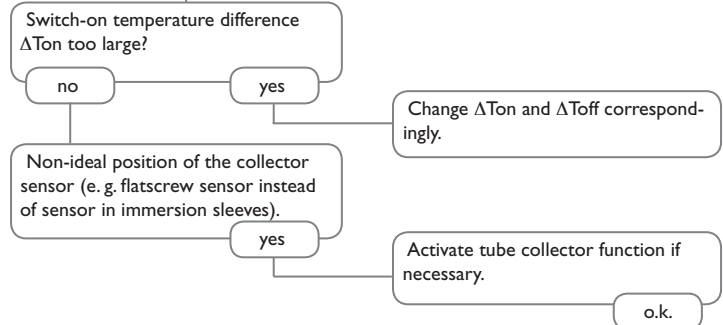 Switch-on temperature difference
ΔTon too large?
no
yes
Change ΔTon and ΔToff correspond-
ingly.
Non-ideal position of the collector
sensor (e. g. flatscrew sensor instead
of sensor in immersion sleeves).
yes
Activate tube collector function if
necessary.
o.k.